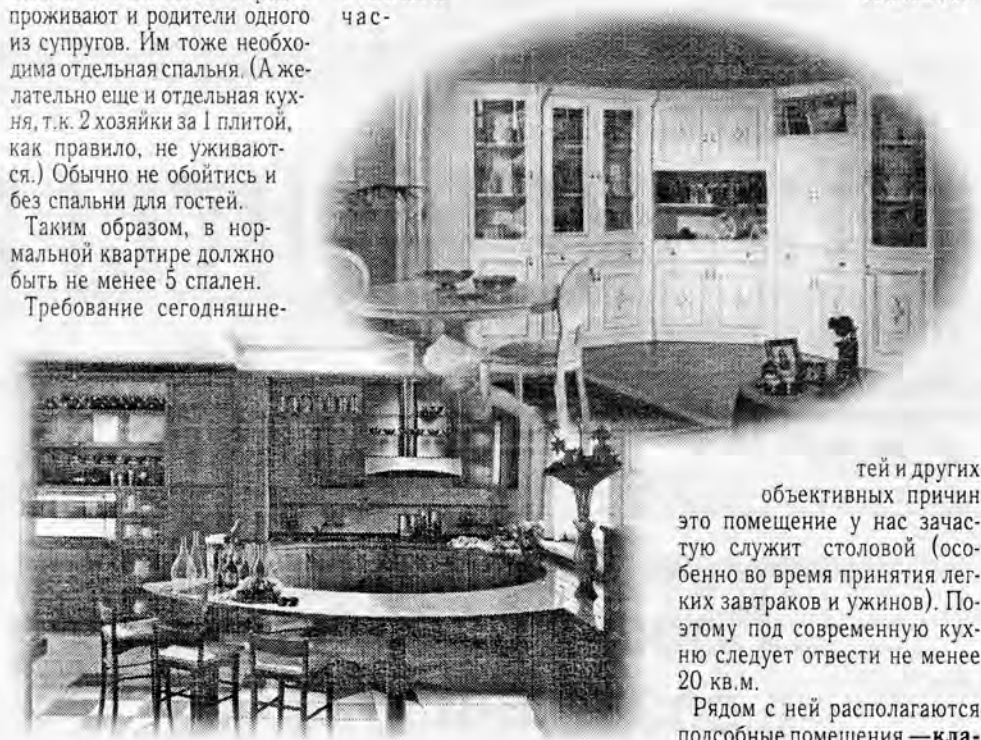 проживают и родители одного
из супругов. Им тоже необхо-
дима отдельная спальня. (А же-
лательно еще и отдельная кух-
ня, т.к. 2 хозяйки за 1 плитой,
как правило, не уживают-
ся.) Обычно не обойтись и
без спальни для гостей.
Таким образом, в нор-
мальной квартире должно
быть не менее 5 спален.
Требование сегодняшне-
час-
тей и других
объективных причин
это помещение у нас зачас-
тую служит столовой (осо-
бенно во время принятия лег-
ких завтраков и ужинов). По-
этому под современную кух-
ню следует отвести не менее
20 кв.м.
Рядом с ней располагаются
подсобные помещения — кла-